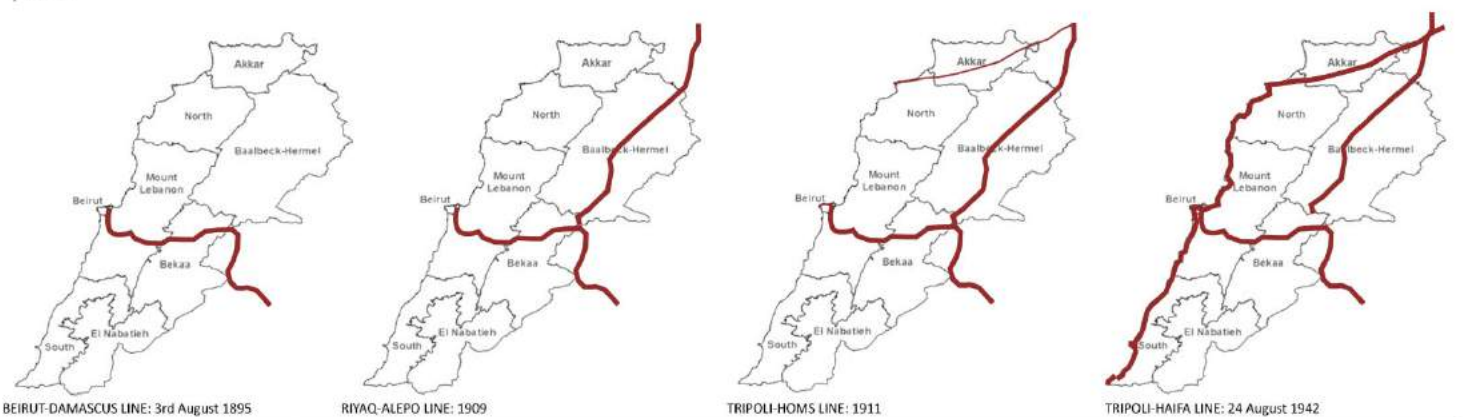 Akkar
North
Baalbeck-Hermel
Mount
Lebanon
Beirut
Bekaa
El Nabatieh
South
BEIRUT-DAMASCUS LINE: 3rd August 1895
Akkar
North
Baalbeck-Hermel
Mount
Lebanon
Beirut
Bekaa
El Nabatieh
South
RIYAQ-ALEPO LINE: 1909
Akkar
North
Baalbeck-Hermel
Mount
Lebanon
Beirut
Bekaa
El Nabatieh
South
TRIPOLI-HOMS LINE: 1911
Akkar
North
Baalbeck-Hermel
Mount
Lebanon
Beirut
Bekaa
El Nabatieh
South
TRIPOLI-HAIFA LINE: 24 August 1942